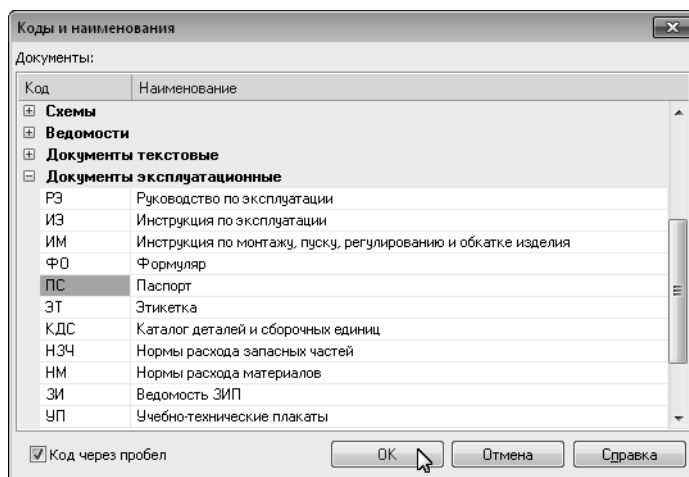 Коды и наименования
Документы:
Код Наименование
Схемы
Ведомости
Документы текстовые
Документы эксплуатационные
РЭ Руководство по эксплуатации
ИЭ Инструкция по эксплуатации
ИМ Инструкция по монтажу, пуску, регулированию и обкатке изделия
ФО Формуляр
ПС Паспорт
ЭТ Этикетка
КДС Каталог деталей и сборочных единиц
НЗЧ Нормы расхода запасных частей
НМ Нормы расхода материалов
ЗИ Ведомость ЗИП
УП Учебно-технические плакаты
Код через пробел OK Отмена Справка